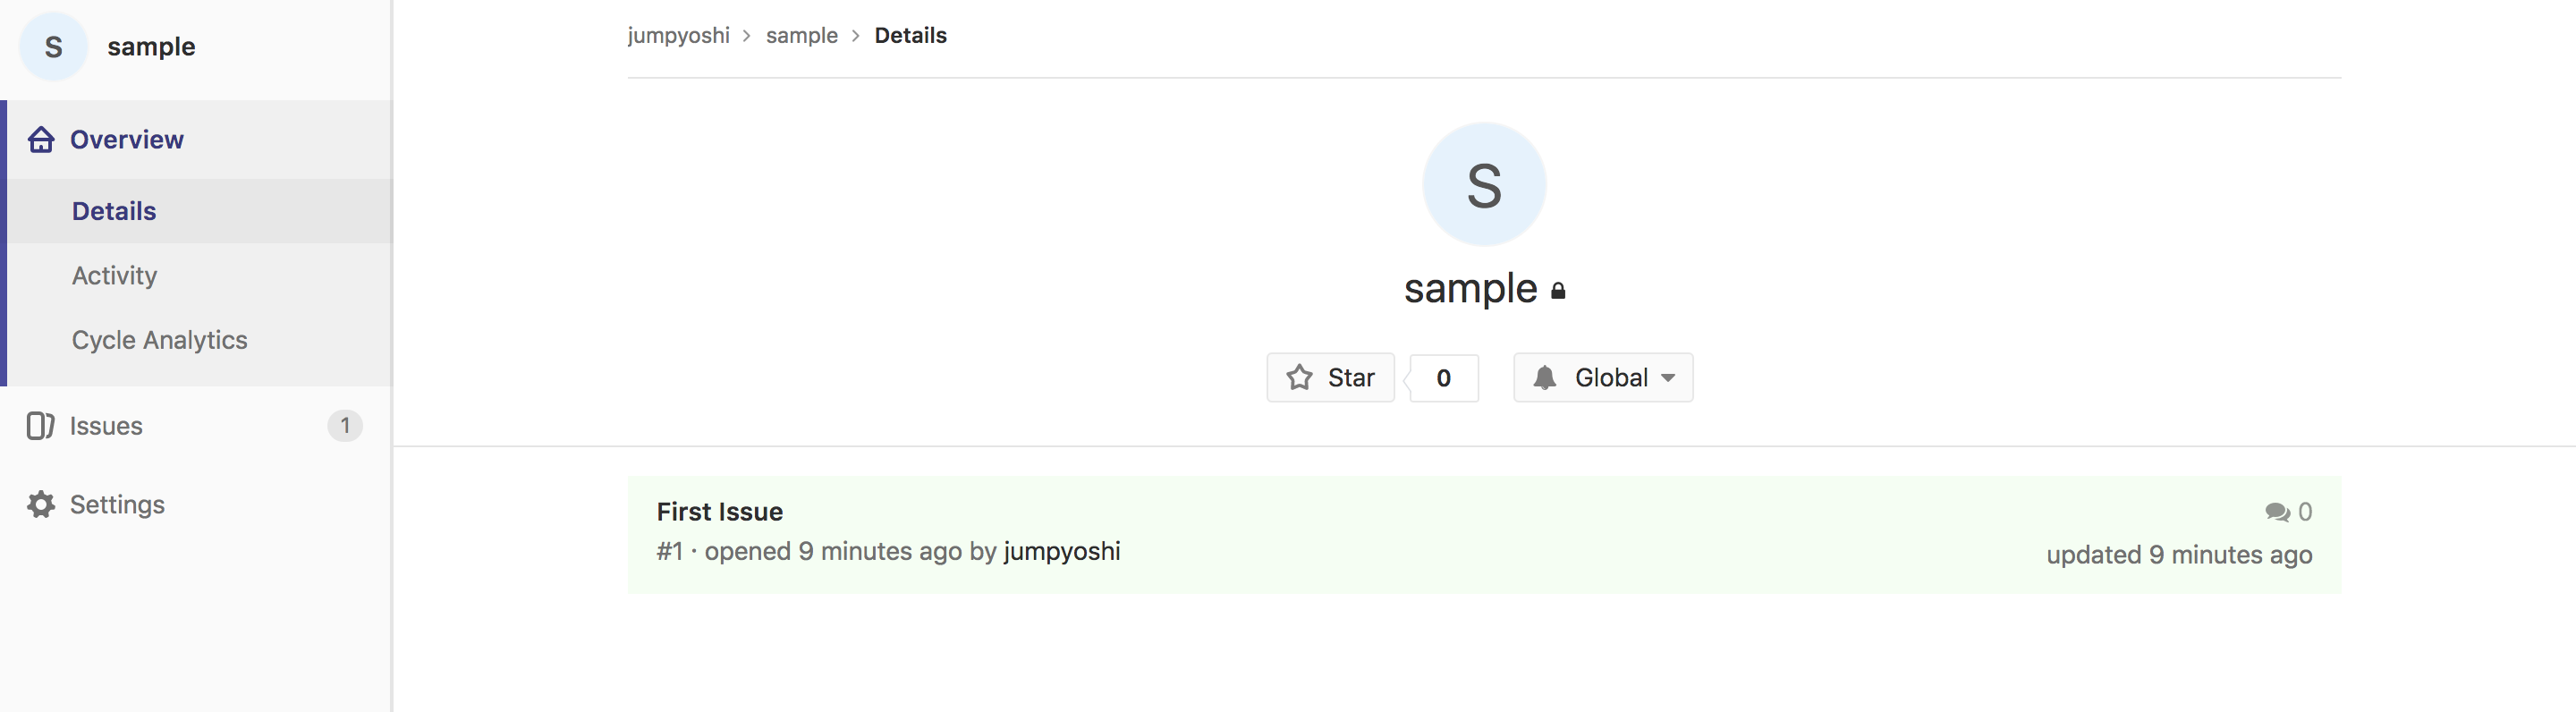 S sample
Overview
Details
Activity
Cycle Analytics
Issues 1
Settings
jumpyoshi > sample > Details
S
sample
Star 0 Global
First Issue 0
#1 · opened 9 minutes ago by jumpyoshi updated 9 minutes ago